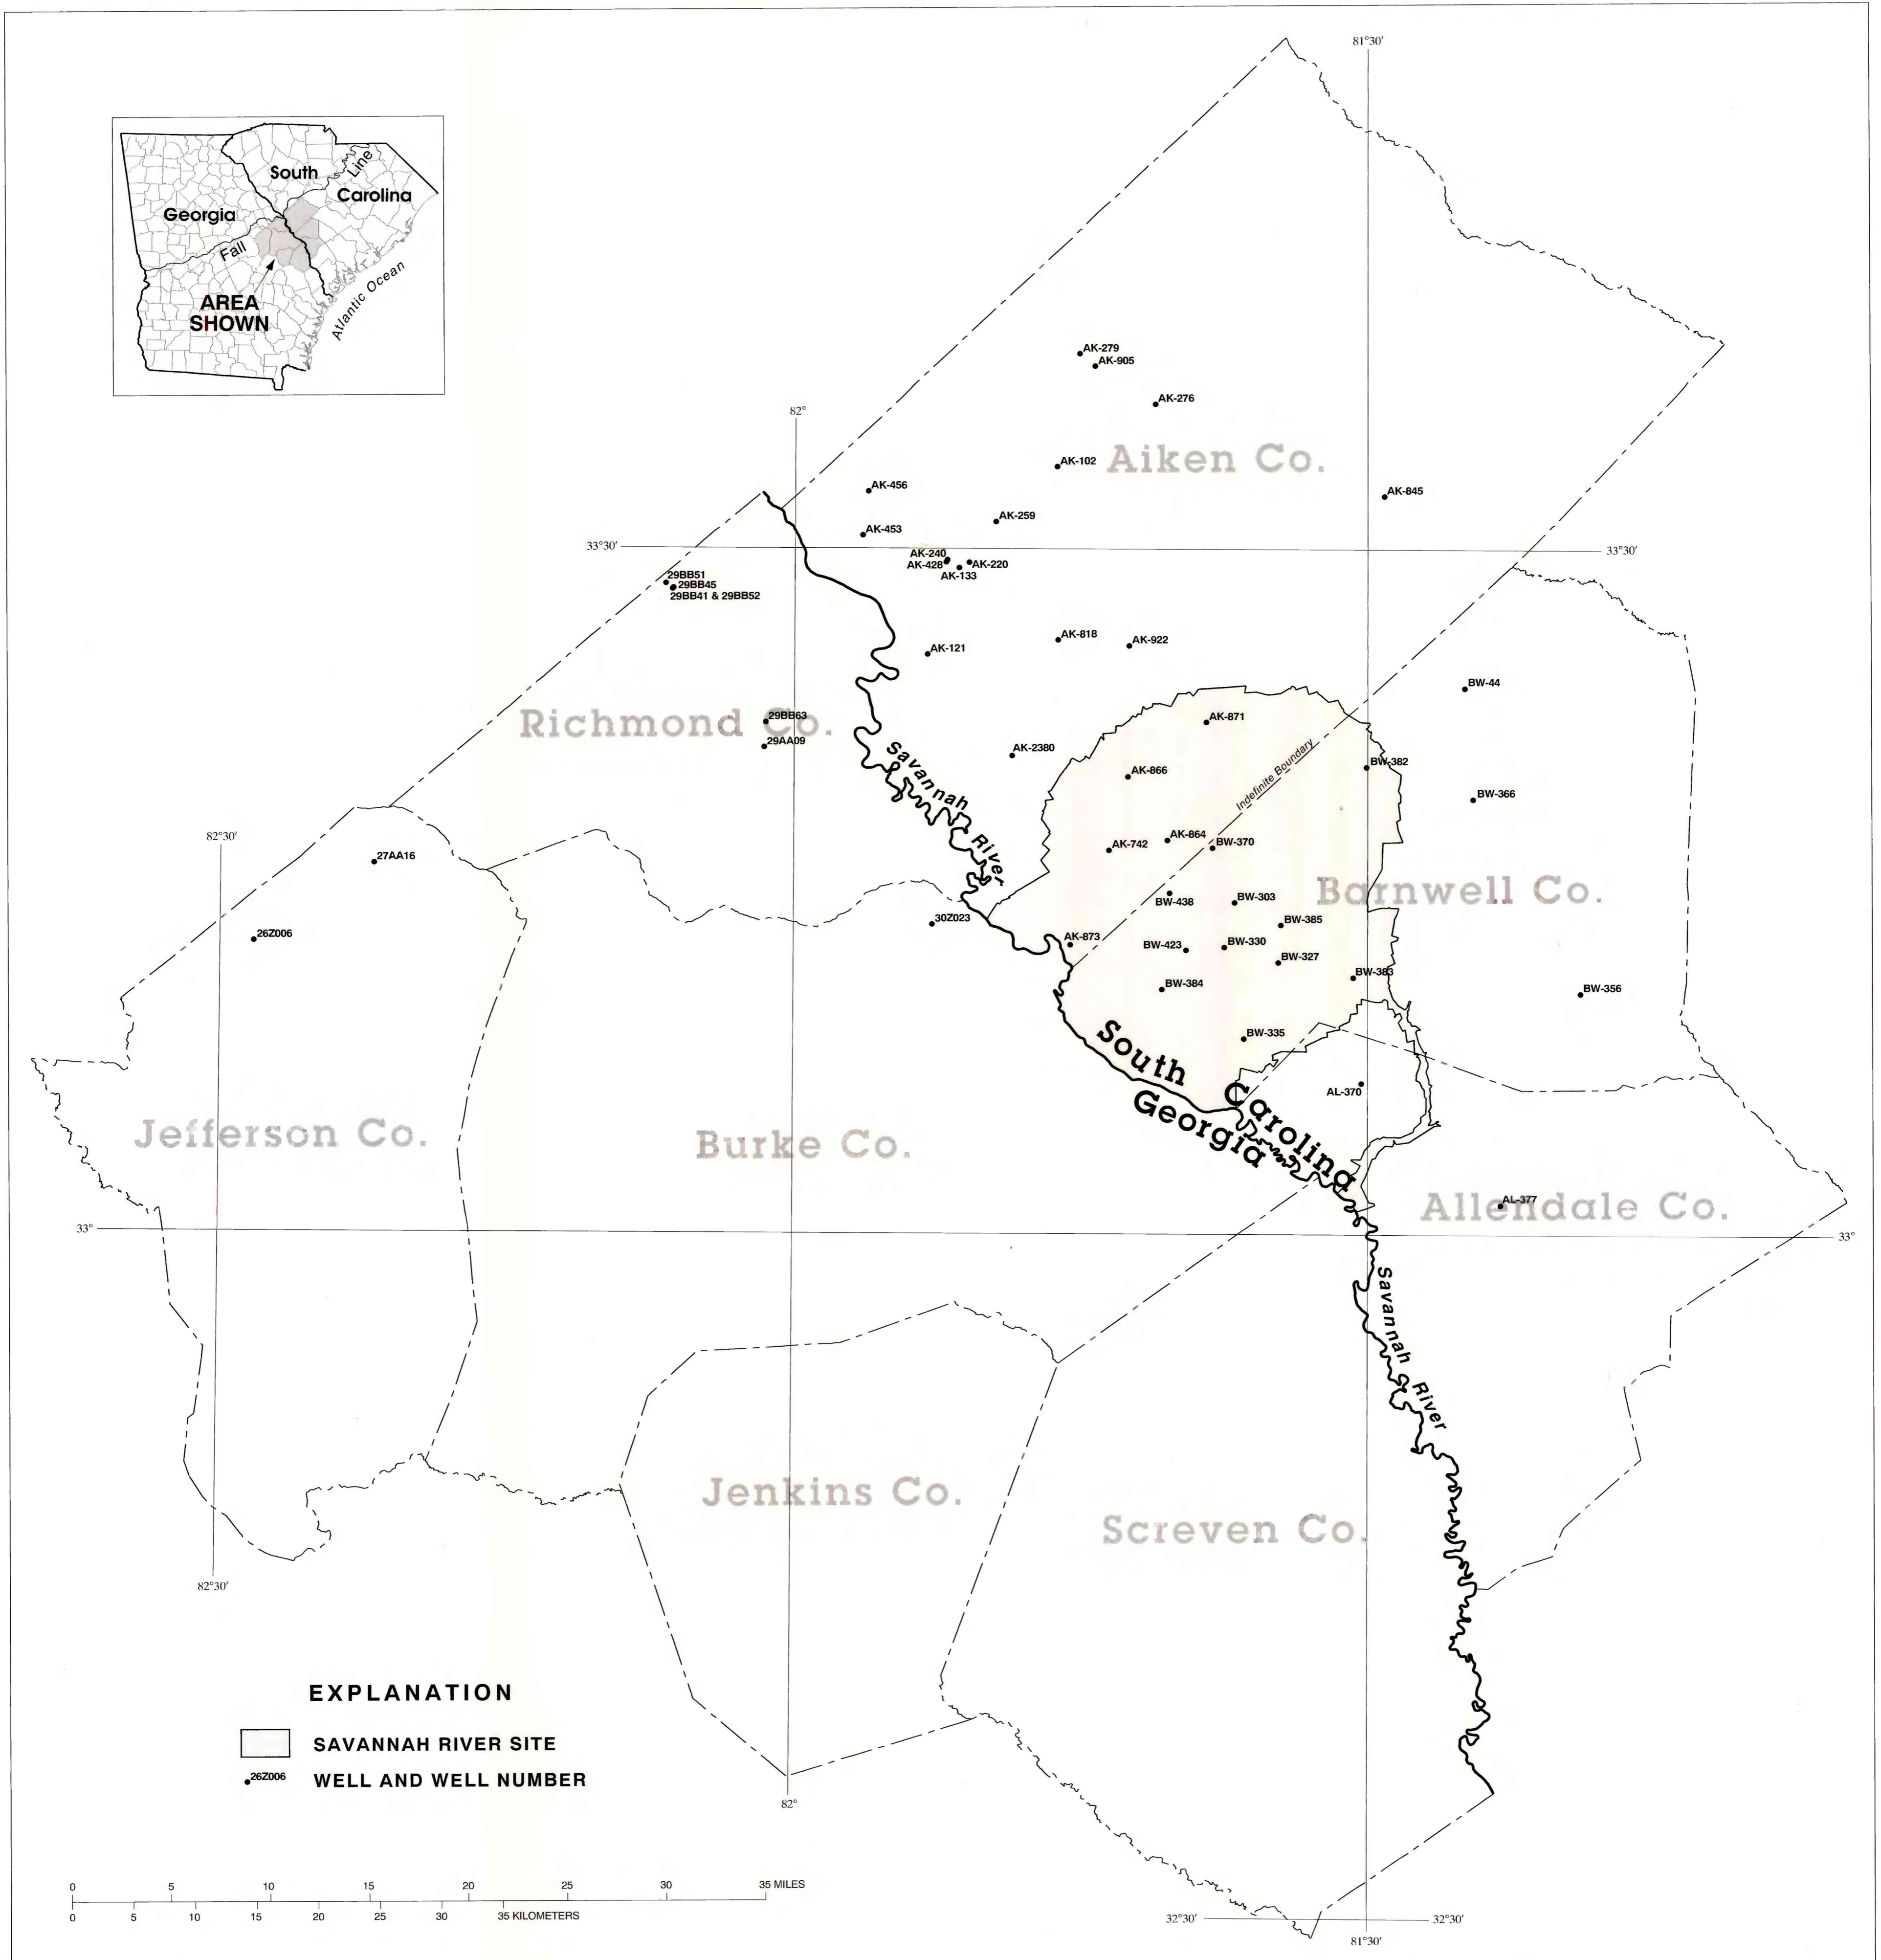 81°30′
South
Line
Carolina
Georgia
Fall
AREA
SHOWN
Atlantic Ocean
AK-279
AK-905
AK-276
82°
AK-102
Aiken Co.
AK-456
AK-845
AK-259
AK-453
33°30′
33°30′
AK-240
AK-428
AK-220
AK-133
29BB51
29BB45
29BB41 & 29BB52
AK-818
AK-922
AK-121
BW-44
29BB63
Richmond Co.
AK-871
29AA09
AK-2380
BW-382
AK-866
Indefinite Boundary
BW-366
Savannah River
82°30′
AK-864
BW-370
AK-742
27AA16
Barnwell Co.
BW-438
BW-303
30Z023
BW-385
26Z006
AK-873
BW-423
BW-330
BW-327
BW-383
BW-384
BW-356
BW-335
South Carolina
Georgia
AL-370
Jefferson Co.
Burke Co.
AL-377
Allendale Co.
33°
33°
Savannah River
Jenkins Co.
Screven Co.
82°30′
EXPLANATION
SAVANNAH RIVER SITE
26Z006 WELL AND WELL NUMBER
82°
0 5 10 15 20 25 30 35 MILES
0 5 10 15 20 25 30 35 KILOMETERS
32°30′
32°30′
81°30′